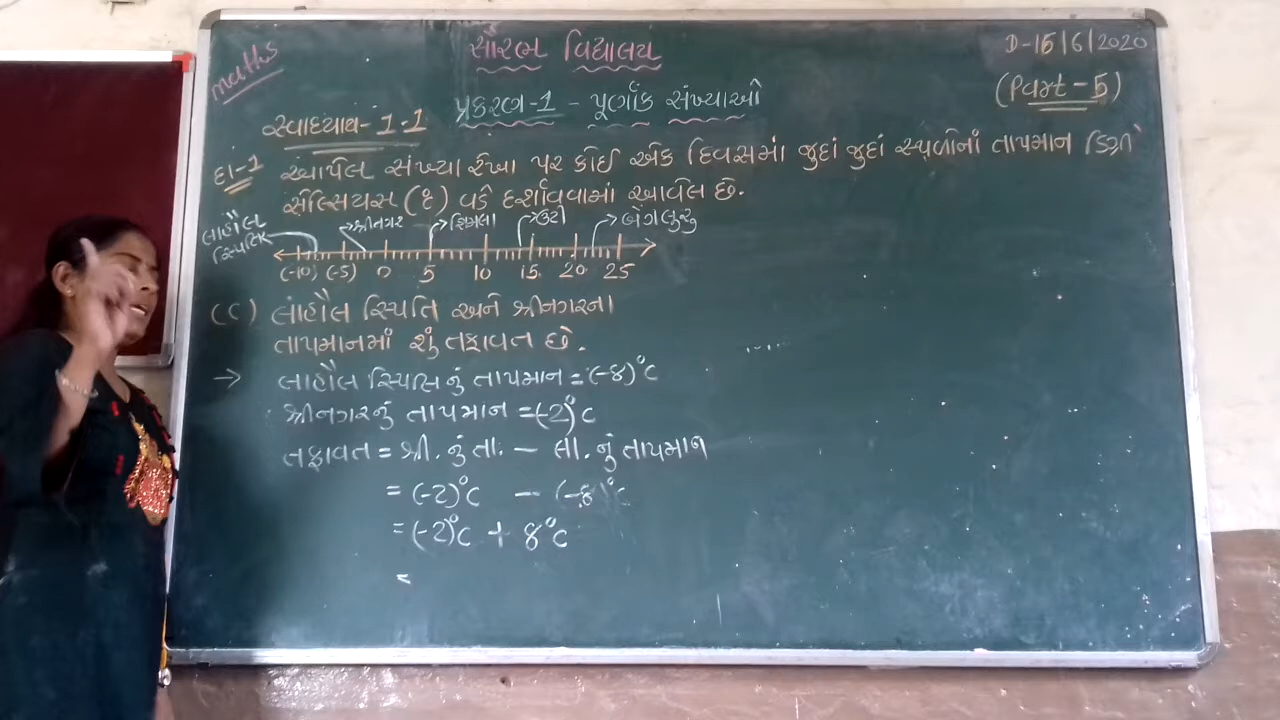 maths
સૌરભ વિદ્યાલય
D-15/6/2020
પ્રકરણ-1 - પૂર્ણાંક સંખ્યાઓ
(Part-5)
સ્વાધ્યાય-1.1
દા-1 આપેલ સંખ્યા રેખા પર કોઈ એક દિવસમાં જુદાં જુદાં સ્થળોનાં તાપમાન ડિગ્રી
સેલ્સિયસ (°c) વડે દર્શાવવામાં આવેલ છે.
લાહૌલ સ્પિતિ શ્રીનગર શિમલા ઉટી બેંગલુરુ
(-10) (-5) 0 5 10 15 20 25
(C) લાહૌલ સ્પિતિ અને શ્રીનગરના
તાપમાનમાં શું તફાવત છે.
→ લાહૌલ સ્પિતિ નું તાપમાન = (-8)°C
શ્રીનગરનું તાપમાન = (-2)°C
તફાવત = શ્રી. નું તા. - લા. નું તાપમાન
= (-2)°C - (-8)°C
= (-2)°C + 8°C
=